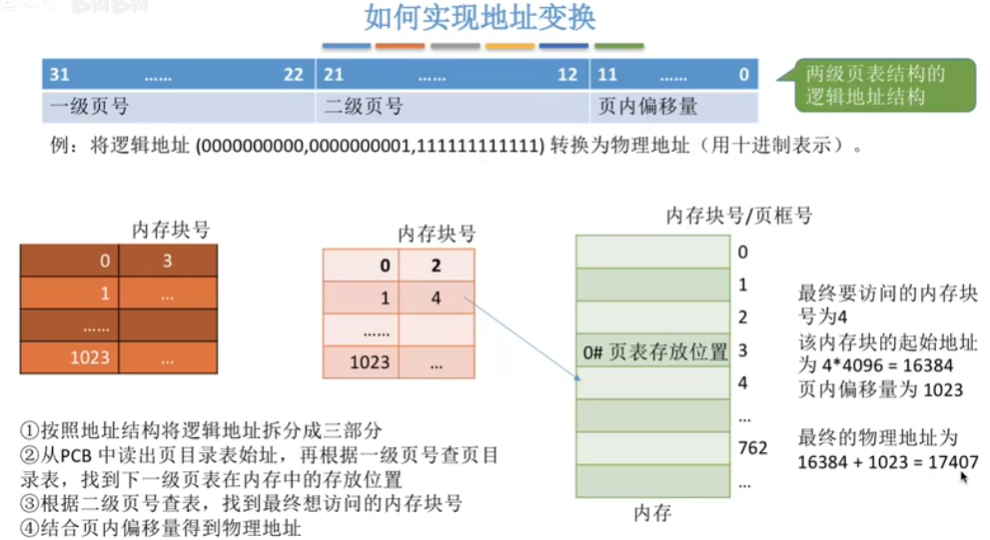 如何实现地址变换
31 …… 22 21 …… 12 11 …… 0
一级页号 二级页号 页内偏移量
两级页表结构的
逻辑地址结构
例：将逻辑地址 (0000000000,0000000001,111111111111) 转换为物理地址（用十进制表示）。
内存块号
0 3
1 …
……
1023 …
内存块号
0 2
1 4
……
1023 …
内存块号/页框号
0
1
2
0# 页表存放位置 3
4
…
762
…
内存
最终要访问的内存块
号为4
该内存块的起始地址
为 4*4096 = 16384
页内偏移量为 1023
最终的物理地址为
16384 + 1023 = 17407
①按照地址结构将逻辑地址拆分成三部分
②从PCB 中读出页目录表始址，再根据一级页号查页目
录表，找到下一级页表在内存中的存放位置
③根据二级页号查表，找到最终想访问的内存块号
④结合页内偏移量得到物理地址